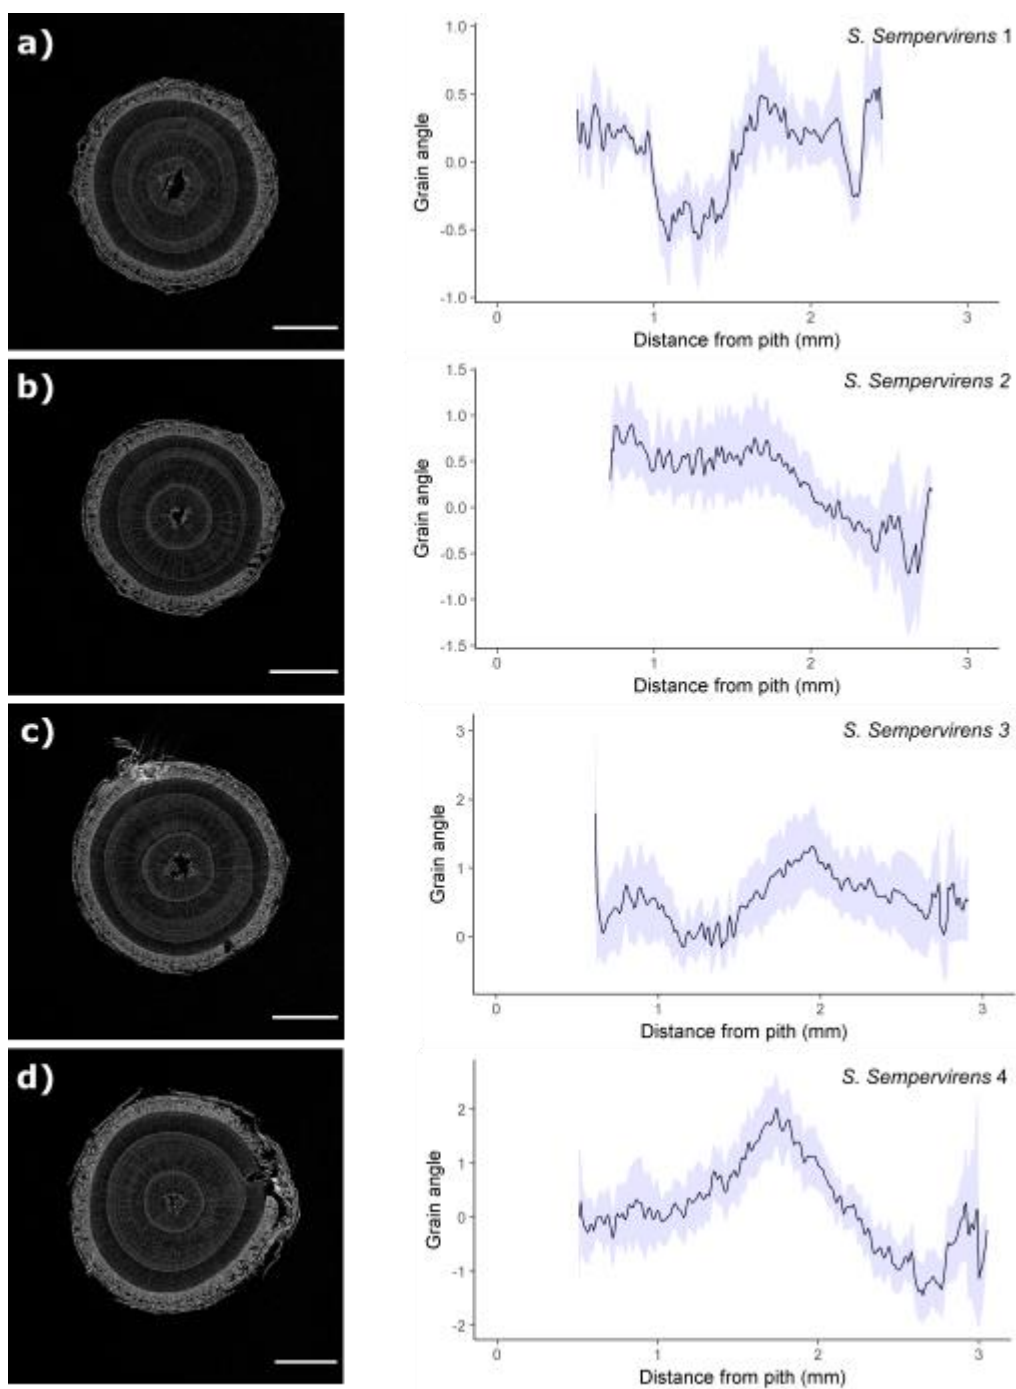 a)
S. Sempervirens 1
1.0
0.5
0.0
-0.5
-1.0
Grain angle
0 1 2 3
Distance from pith (mm)
b)
S. Sempervirens 2
1.5
1.0
0.5
0.0
-0.5
-1.0
-1.5
Grain angle
0 1 2 3
Distance from pith (mm)
c)
S. Sempervirens 3
3
2
1
0
Grain angle
0 1 2 3
Distance from pith (mm)
d)
S. Sempervirens 4
2
1
0
-1
-2
Grain angle
0 1 2 3
Distance from pith (mm)